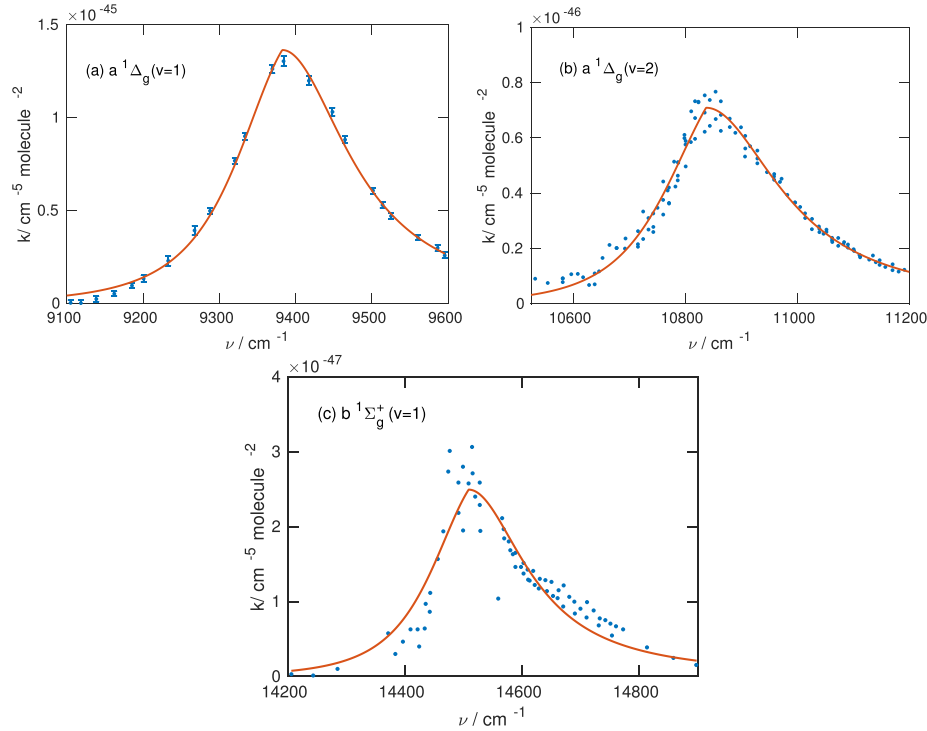 ×10 -45
1.5
1
0.5
0
(a) a 1Δg(v=1)
k/ cm -5 molecule -2
9100 9200 9300 9400 9500 9600
ν / cm -1
×10 -46
1
0.8
0.6
0.4
0.2
0
(b) a 1Δg(v=2)
k/ cm -5 molecule -2
10600 10800 11000 11200
ν / cm -1
×10 -47
4
3
2
1
0
(c) b 1Σg+ (v=1)
k/ cm -5 molecule -2
14200 14400 14600 14800
ν / cm -1